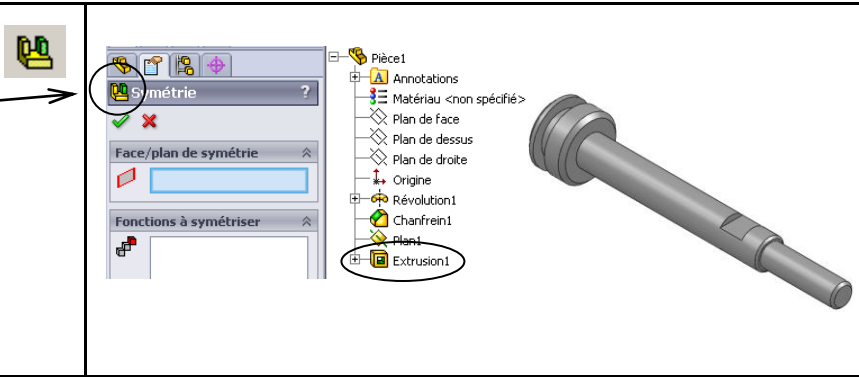 Symétrie
?
Face/plan de symétrie
Fonctions à symétriser
Pièce1
A Annotations
Matériau <non spécifié>
Plan de face
Plan de dessus
Plan de droite
Origine
Révolution1
Chanfrein1
Plan1
Extrusion1